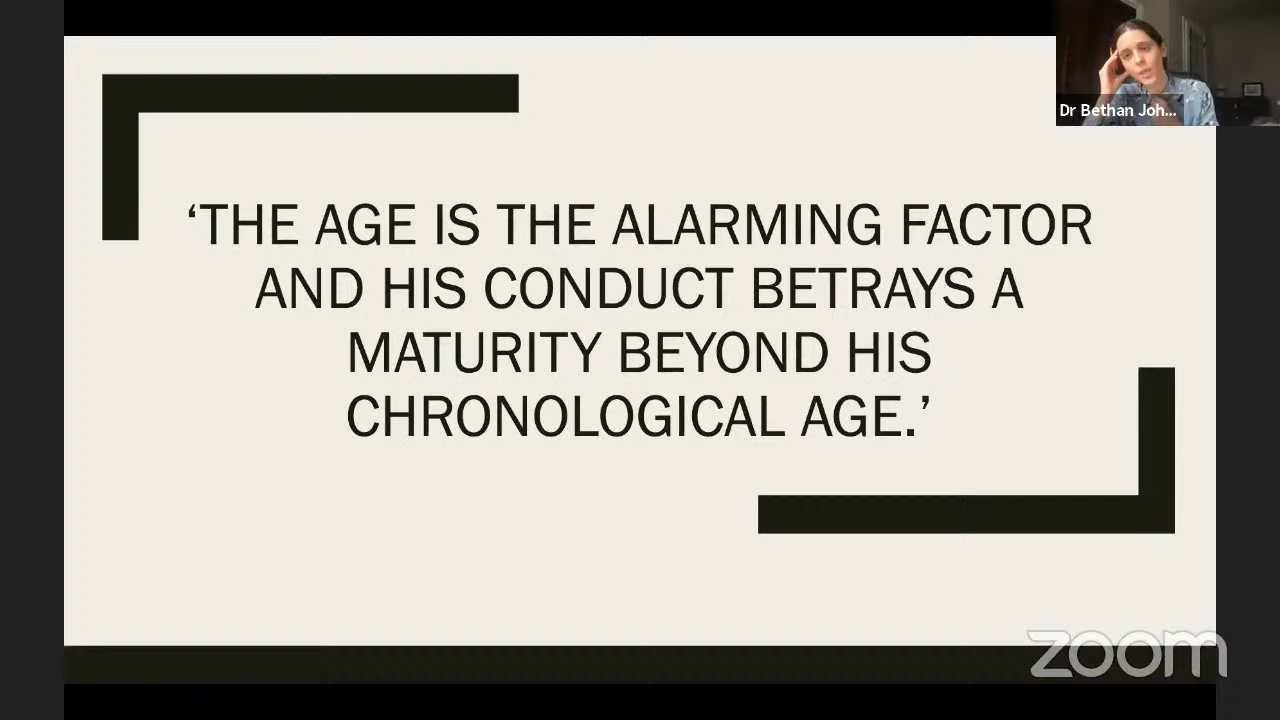 Dr Bethan Joh...
‘THE AGE IS THE ALARMING FACTOR
AND HIS CONDUCT BETRAYS A
MATURITY BEYOND HIS
CHRONOLOGICAL AGE.’
zoom